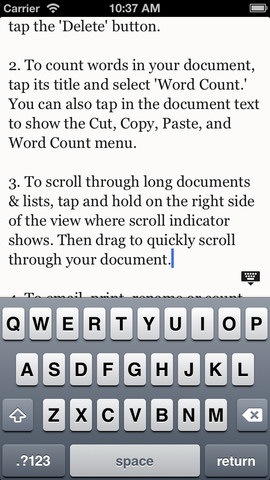 Carrier 10:37 AM
tap the 'Delete' button.
2. To count words in your document,
tap its title and select 'Word Count.'
You can also tap in the document text
to show the Cut, Copy, Paste, and
Word Count menu.
3. To scroll through long documents
& lists, tap and hold on the right side
of the view where scroll indicator
shows. Then drag to quickly scroll
through your document.
4. To email, print, rename or count
Q W E R T Y U I O P
A S D F G H J K L
Z X C V B N M
.?123 space return